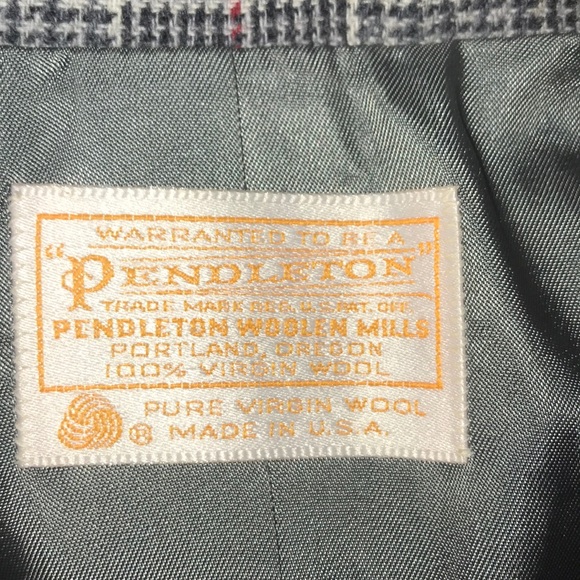 WARRANTED TO BE A
"PENDLETON"
TRADE MARK REG. U.S. PAT. OFF.
PENDLETON WOOLEN MILLS
PORTLAND, OREGON
100% VIRGIN WOOL
PURE VIRGIN WOOL
® MADE IN U.S.A.